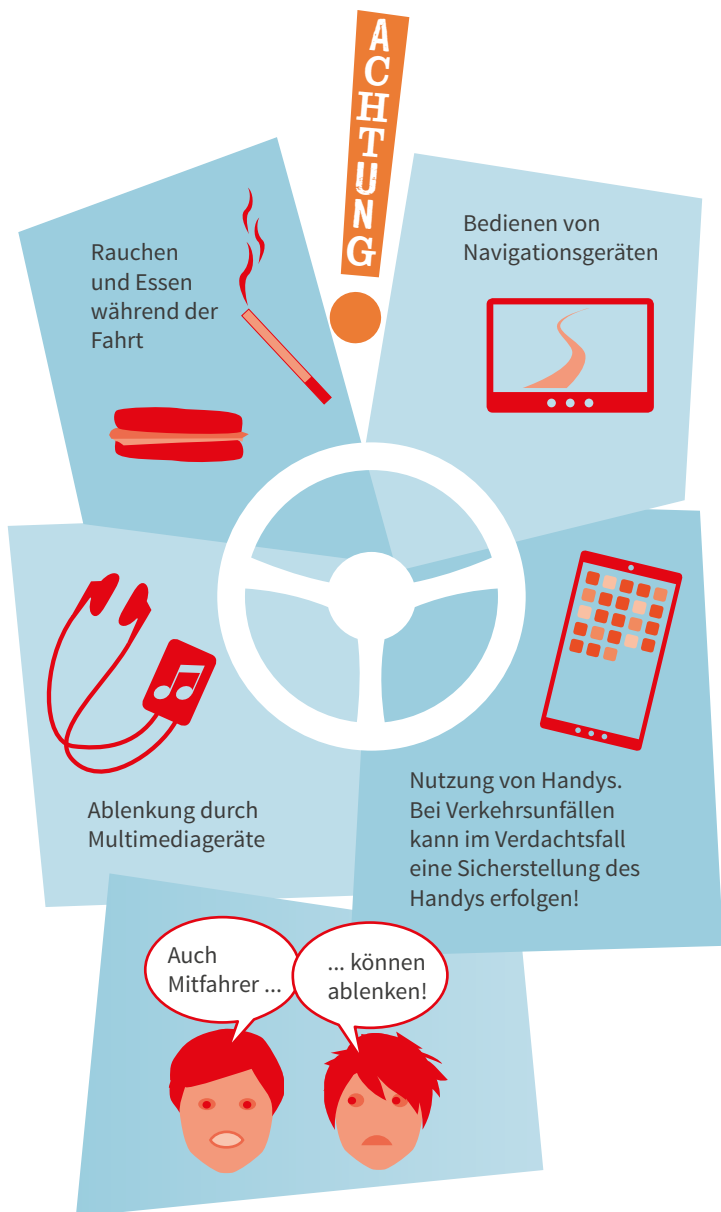 ACHTUNG
Rauchen
und Essen
während der
Fahrt
Bedienen von
Navigationsgeräten
Ablenkung durch
Multimediageräte
Nutzung von Handys.
Bei Verkehrsunfällen
kann im Verdachtsfall
eine Sicherstellung des
Handys erfolgen!
Auch
Mitfahrer ...
... können
ablenken!